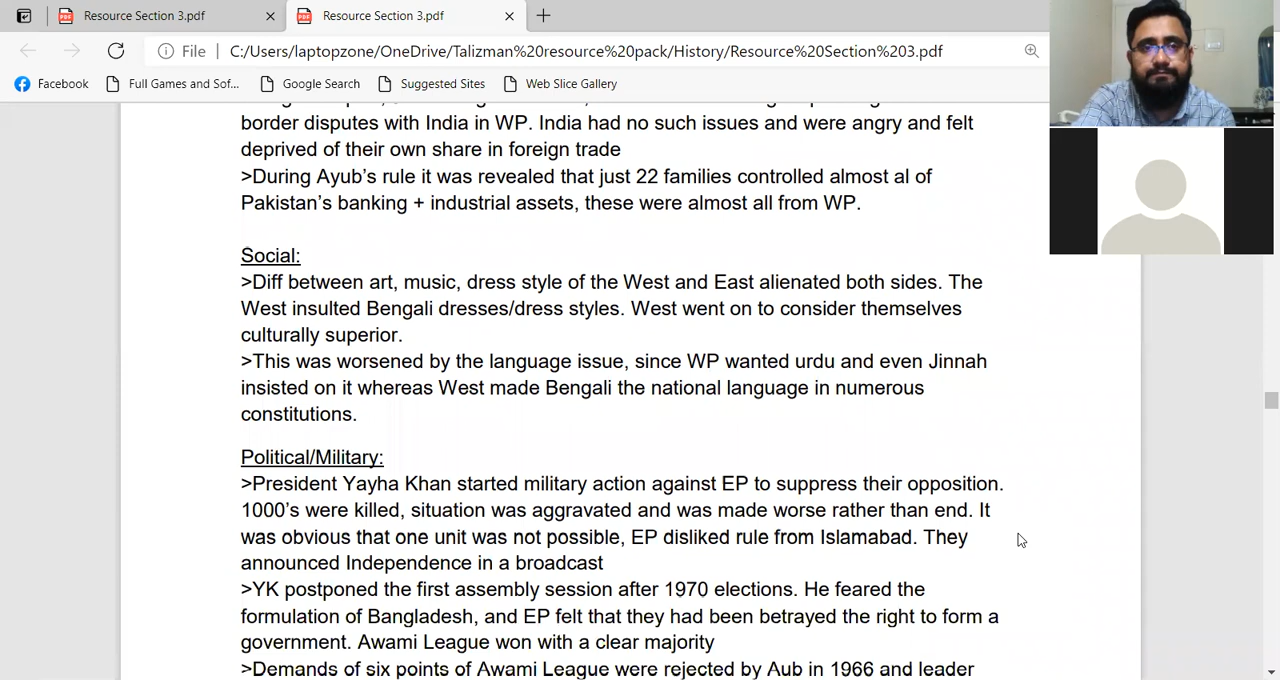 Resource Section 3.pdf
Resource Section 3.pdf
File C:/Users/laptopzone/OneDrive/Talizman%20resource%20pack/History/Resource%20Section%203.pdf
Facebook Full Games and Sof... Google Search Suggested Sites Web Slice Gallery
border disputes with India in WP. India had no such issues and were angry and felt
deprived of their own share in foreign trade
>During Ayub's rule it was revealed that just 22 families controlled almost al of
Pakistan's banking + industrial assets, these were almost all from WP.
Social:
>Diff between art, music, dress style of the West and East alienated both sides. The
West insulted Bengali dresses/dress styles. West went on to consider themselves
culturally superior.
>This was worsened by the language issue, since WP wanted urdu and even Jinnah
insisted on it whereas West made Bengali the national language in numerous
constitutions.
Political/Military:
>President Yayha Khan started military action against EP to suppress their opposition.
1000's were killed, situation was aggravated and was made worse rather than end. It
was obvious that one unit was not possible, EP disliked rule from Islamabad. They
announced Independence in a broadcast
>YK postponed the first assembly session after 1970 elections. He feared the
formulation of Bangladesh, and EP felt that they had been betrayed the right to form a
government. Awami League won with a clear majority
>Demands of six points of Awami League were rejected by Aub in 1966 and leader